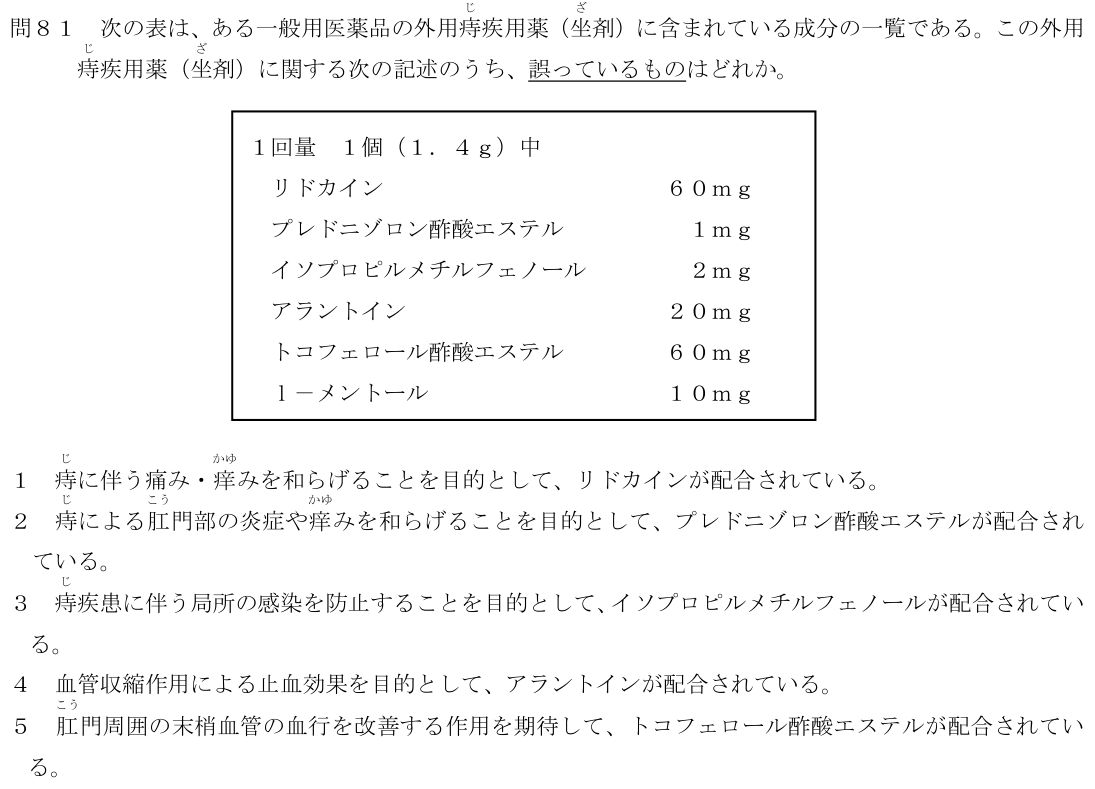 問８１　次の表は、ある一般用医薬品の外用痔疾用薬（坐剤）に含まれている成分の一覧である。この外用
痔疾用薬（坐剤）に関する次の記述のうち、誤っているものはどれか。
１回量　１個（１．４ｇ）中
リドカイン　６０ｍｇ
プレドニゾロン酢酸エステル　１ｍｇ
イソプロピルメチルフェノール　２ｍｇ
アラントイン　２０ｍｇ
トコフェロール酢酸エステル　６０ｍｇ
ｌ－メントール　１０ｍｇ
１　痔に伴う痛み・痒みを和らげることを目的として、リドカインが配合されている。
２　痔による肛門部の炎症や痒みを和らげることを目的として、プレドニゾロン酢酸エステルが配合され
ている。
３　痔疾患に伴う局所の感染を防止することを目的として、イソプロピルメチルフェノールが配合されてい
る。
４　血管収縮作用による止血効果を目的として、アラントインが配合されている。
５　肛門周囲の末梢血管の血行を改善する作用を期待して、トコフェロール酢酸エステルが配合されてい
る。